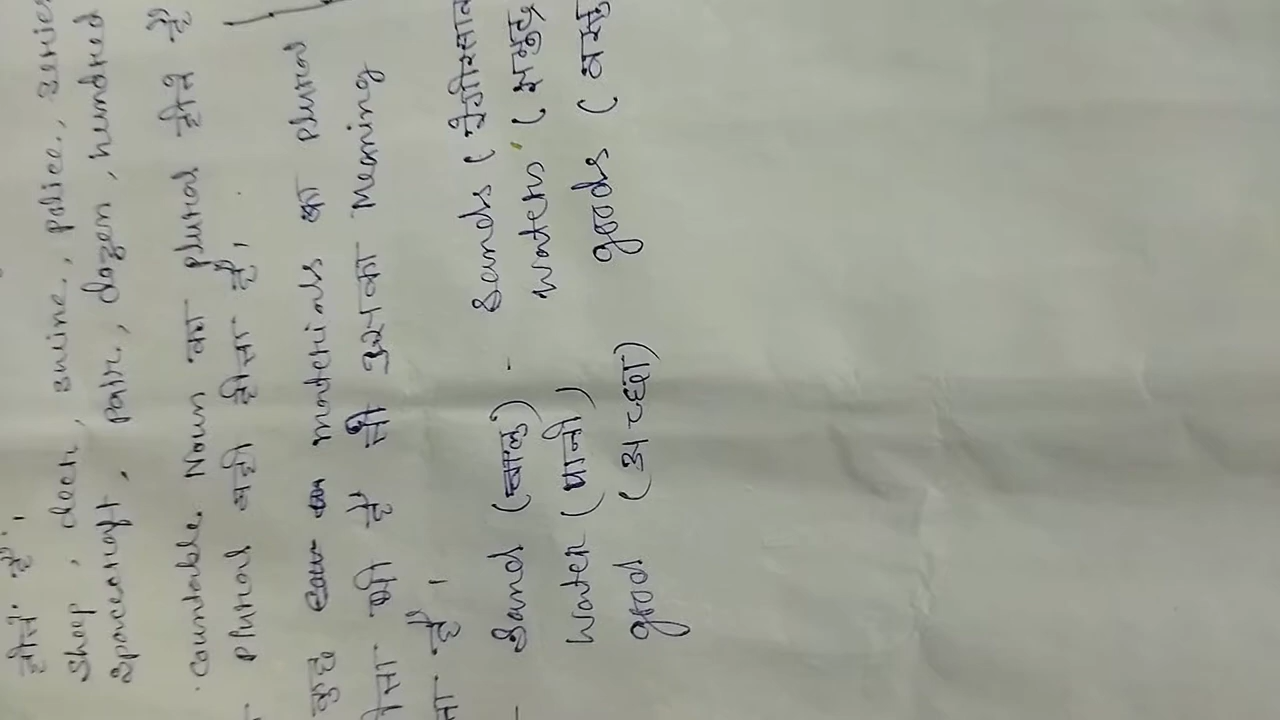 होते हैं।
Sheep, deer, swine, police, series
Spacecraft, pair, dozen, hundred
Countable Noun का plural होते हैं
plural नही होता है।
कुछ materials का plural
होता भी है तो उसका Meaning
है।
- Sand (बालु) - Sands (
Water (पानी) Waters (समुद्र
good (अच्छा) goods (